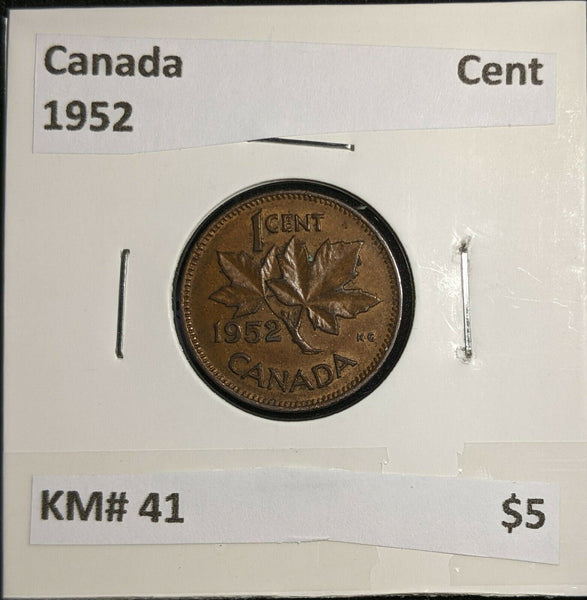 Canada Cent
1952
1 CENT
1952 KG
CANADA
KM# 41 $5